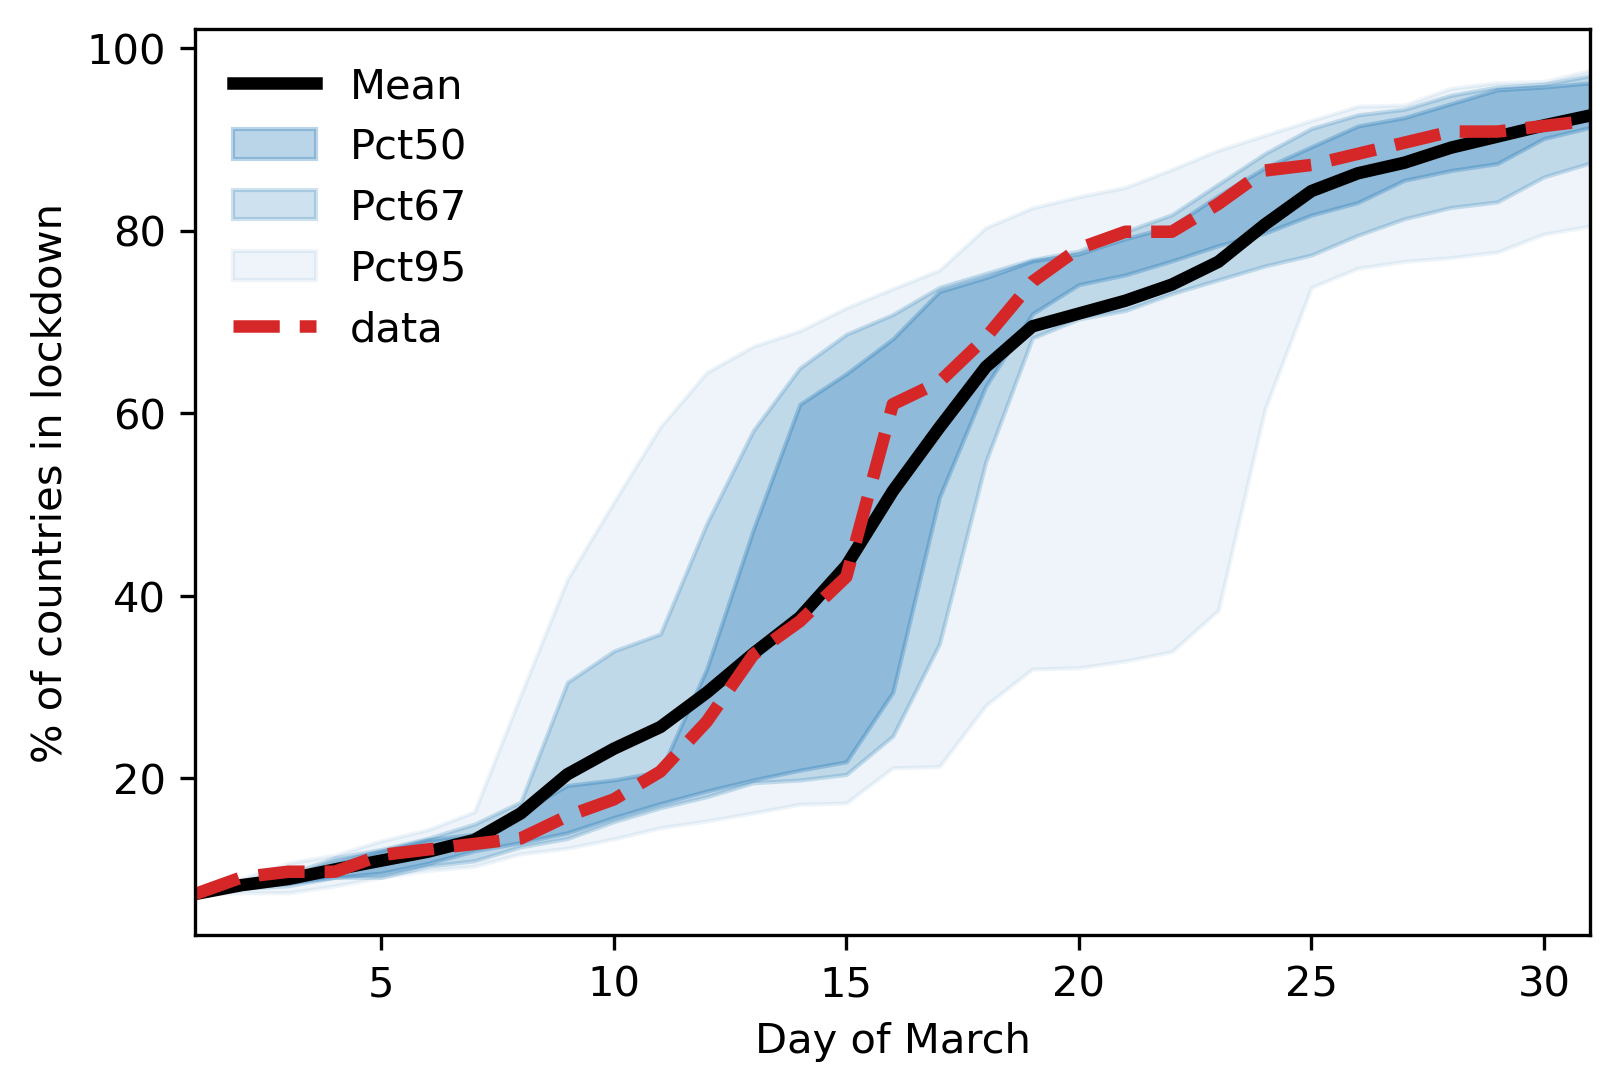 100
80
60
40
20
% of countries in lockdown
Mean
Pct50
Pct67
Pct95
data
5 10 15 20 25 30
Day of March